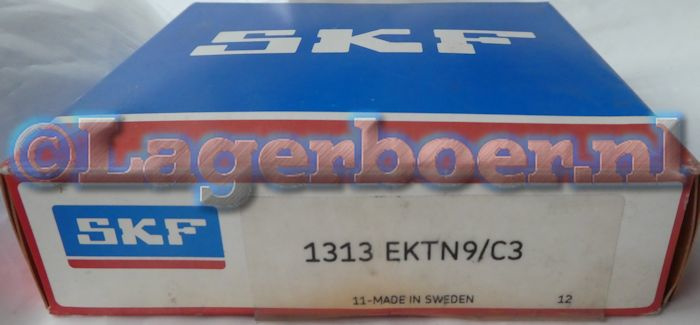 SKF
©Lagerboer.nl
SKF
1313 EKTN9/C3
11-MADE IN SWEDEN 12